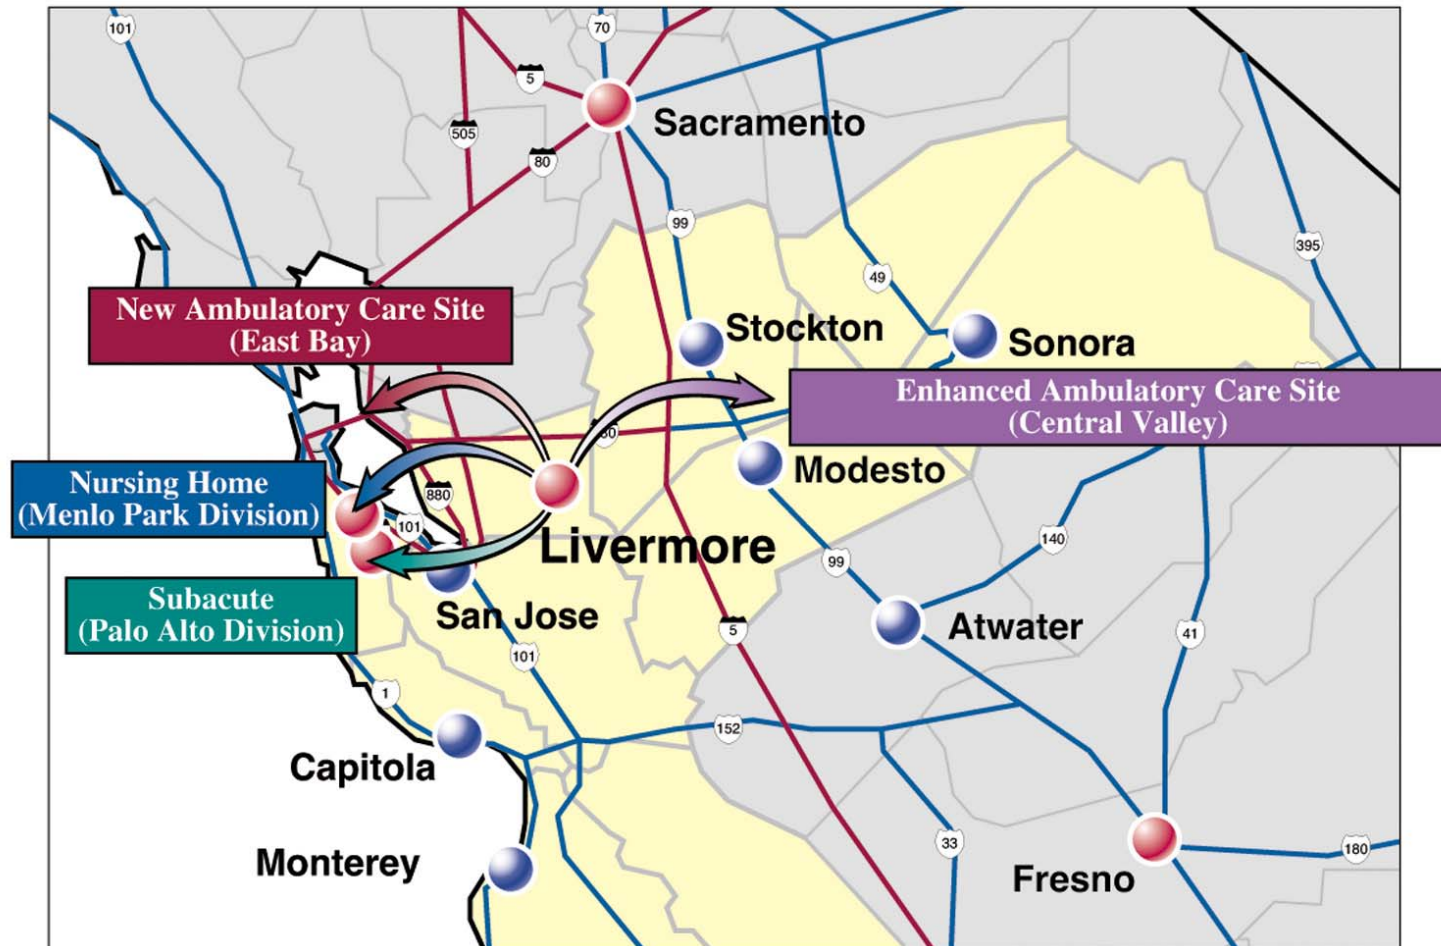 101
70
5
Sacramento
505
80
99
395
49
New Ambulatory Care Site
(East Bay)
Stockton
Sonora
Enhanced Ambulatory Care Site
(Central Valley)
Modesto
Nursing Home
(Menlo Park Division)
880
101
Livermore
140
99
Subacute
(Palo Alto Division)
San Jose
5
Atwater
41
101
1
152
Capitola
33
180
Monterey
Fresno